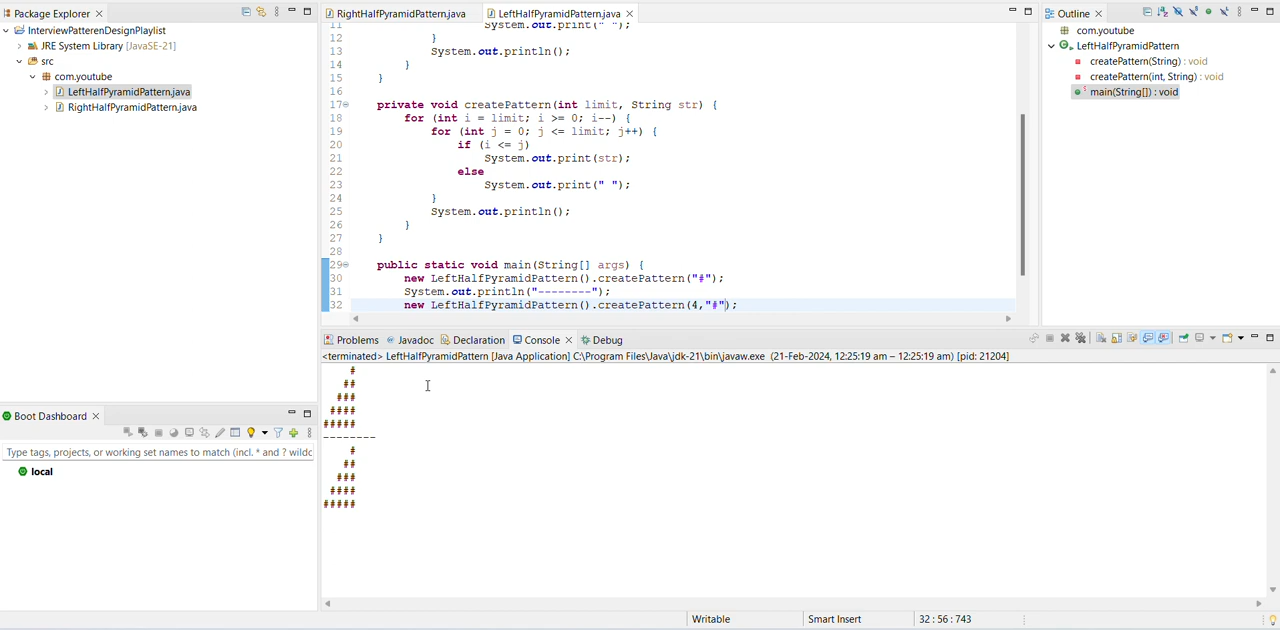 Package Explorer
InterviewPatterenDesignPlaylist
JRE System Library [JavaSE-21]
src
com.youtube
LeftHalfPyramidPattern.java
RightHalfPyramidPattern.java
Boot Dashboard
Type tags, projects, or working set names to match (incl. * and ? wildc
local
RightHalfPyramidPattern.java
LeftHalfPyramidPattern.java
11 System.out.print(" ");
12 }
13 System.out.println();
14 }
15 }
16
17 private void createPattern(int limit, String str) {
18 for (int i = limit; i >= 0; i--) {
19 for (int j = 0; j <= limit; j++) {
20 if (i <= j)
21 System.out.print(str);
22 else
23 System.out.print(" ");
24 }
25 System.out.println();
26 }
27 }
28
29 public static void main(String[] args) {
30 new LeftHalfPyramidPattern().createPattern("#");
31 System.out.println("--------");
32 new LeftHalfPyramidPattern().createPattern(4,"#");
Problems Javadoc Declaration Console Debug
<terminated> LeftHalfPyramidPattern [Java Application] C:\Program Files\Java\jdk-21\bin\javaw.exe (21-Feb-2024, 12:25:19 am – 12:25:19 am) [pid: 21204]
#
##
###
####
#####
--------
#
##
###
####
#####
Outline
com.youtube
LeftHalfPyramidPattern
createPattern(String) : void
createPattern(int, String) : void
main(String[]) : void
Writable
Smart Insert
32 : 56 : 743